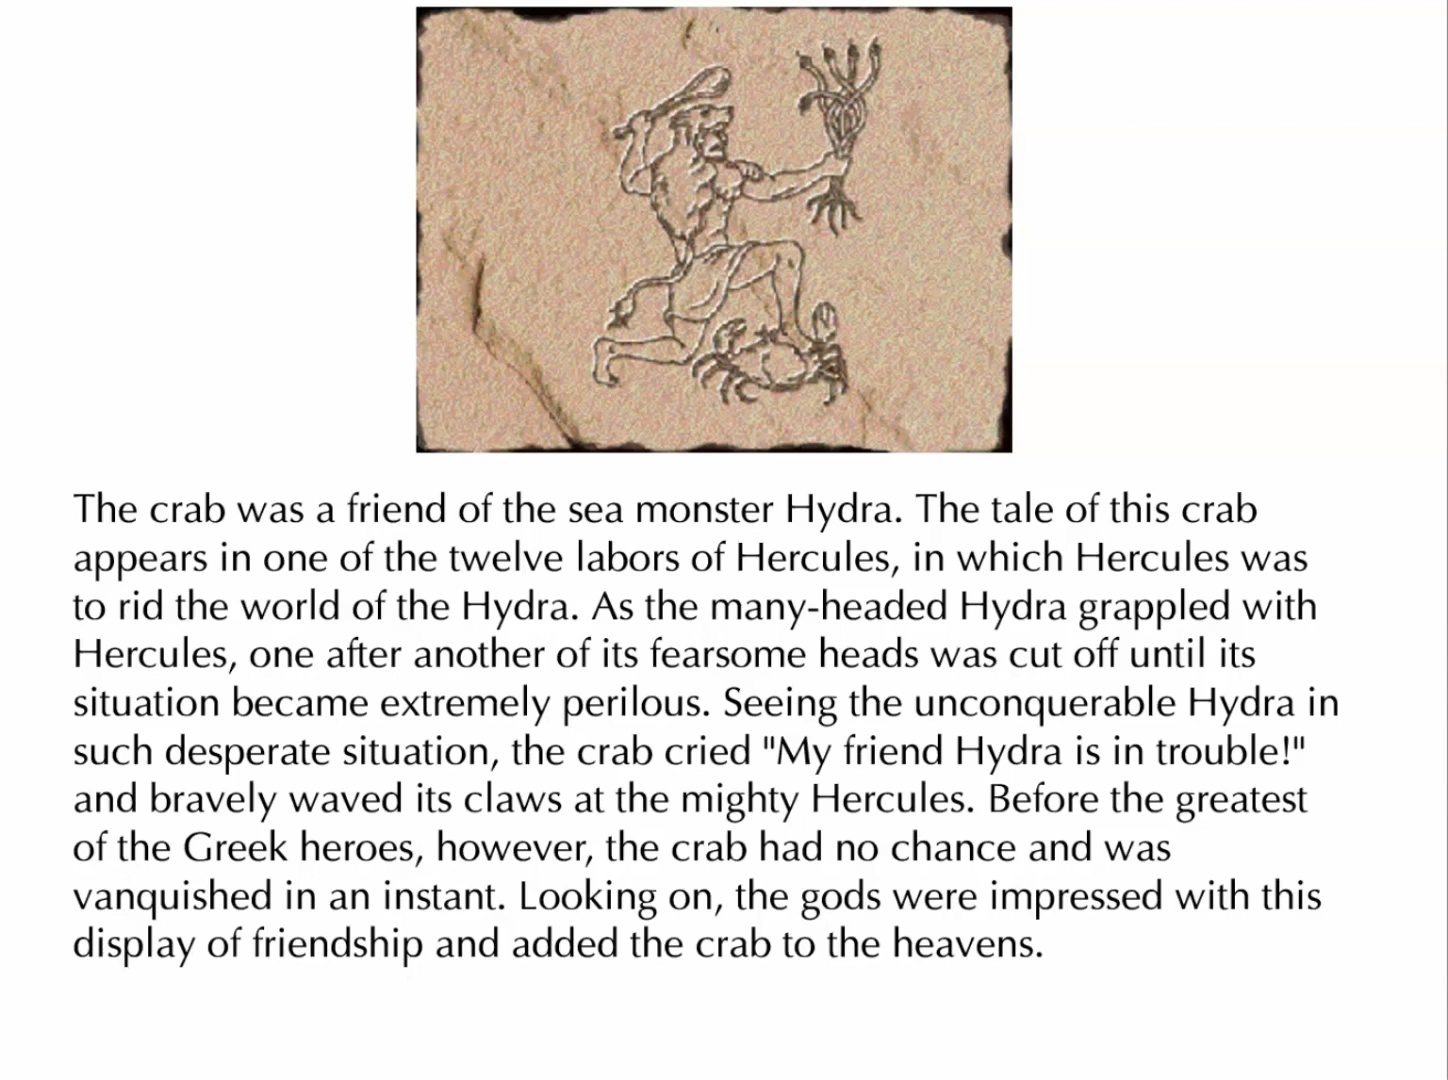 The crab was a friend of the sea monster Hydra. The tale of this crab
appears in one of the twelve labors of Hercules, in which Hercules was
to rid the world of the Hydra. As the many-headed Hydra grappled with
Hercules, one after another of its fearsome heads was cut off until its
situation became extremely perilous. Seeing the unconquerable Hydra in
such desperate situation, the crab cried "My friend Hydra is in trouble!"
and bravely waved its claws at the mighty Hercules. Before the greatest
of the Greek heroes, however, the crab had no chance and was
vanquished in an instant. Looking on, the gods were impressed with this
display of friendship and added the crab to the heavens.